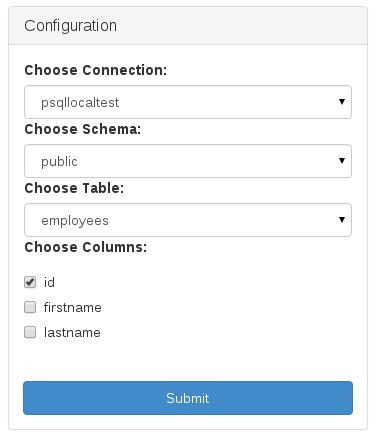 Configuration
Choose Connection:
psqllocaltest
Choose Schema:
public
Choose Table:
employees
Choose Columns:
id
firstname
lastname
Submit